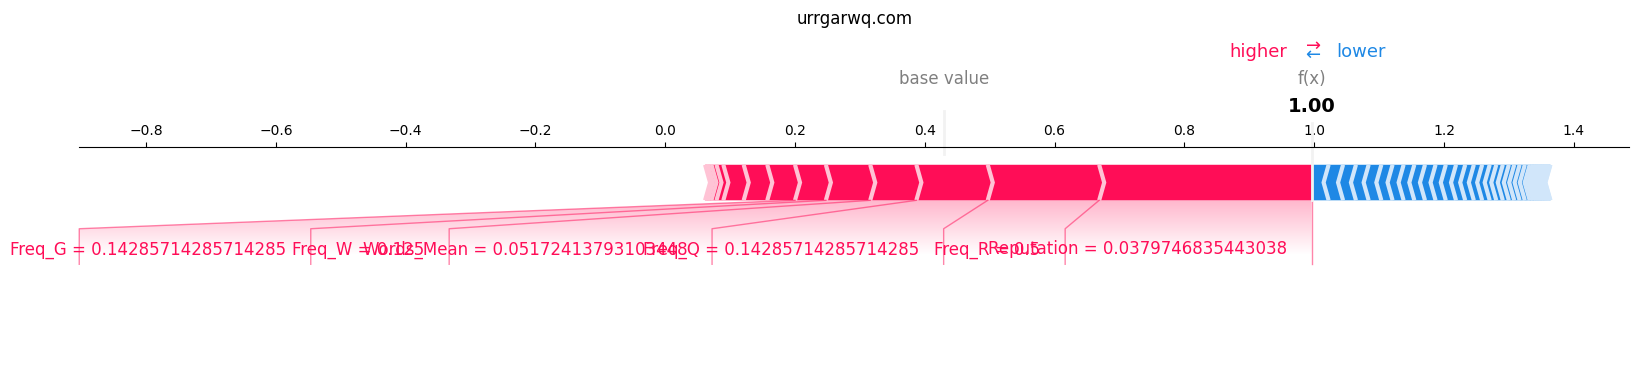 urrgarwq.com
higher ⇄ lower
base value f(x)
1.00
−0.8 −0.6 −0.4 −0.2 0.0 0.2 0.4 0.6 0.8 1.0 1.2 1.4
Freq_G = 0.14285714285714285 Freq_W = 0.125 Words_Mean = 0.05172413793103448 Freq_Q = 0.14285714285714285 Freq_R = 0.5 Reputation = 0.0379746835443038